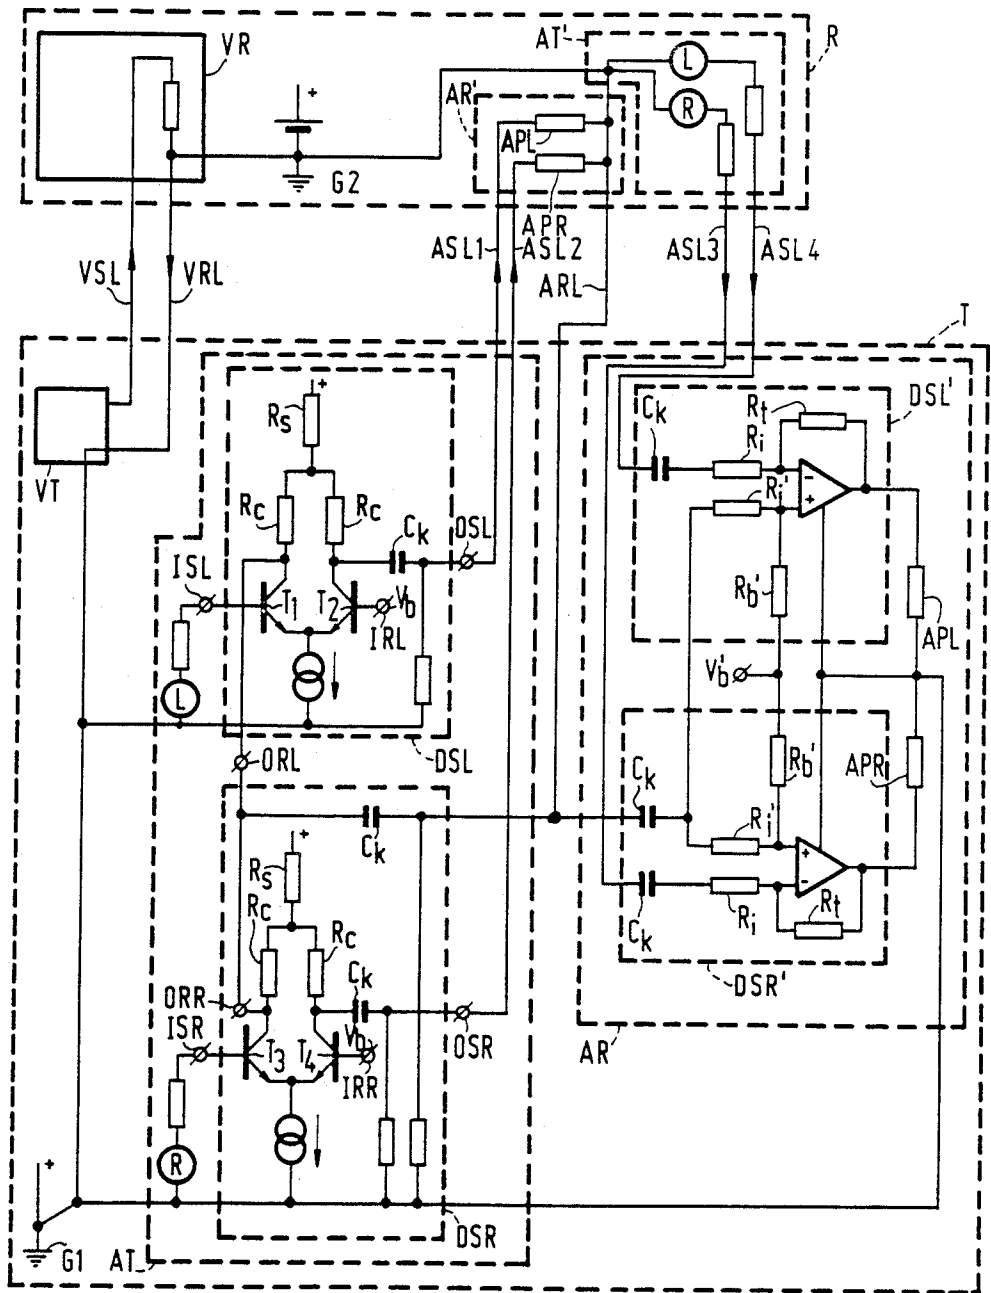 VR
+
G2
AT'
L
R
R
AR'
APL
APR
ASL1
ASL2
ARL
ASL3
ASL4
VSL
VRL
T
VT
+
Rs
Rc
Rc
Ck
OSL
ISL
T1
T2
Vb
IRL
L
DSL
ORL
Ck
+
Rs
Rc
Rc
Ck
ORR
ISR
T3
T4
Vb
IRR
OSR
R
DSR
+
G1
AT
DSL'
Ck
Rt
Ri
Ri'
-
+
Rb'
APL
Vb'
Rb'
APR
Ck
Ri'
+
-
Ck
Ri
Rt
DSR'
AR